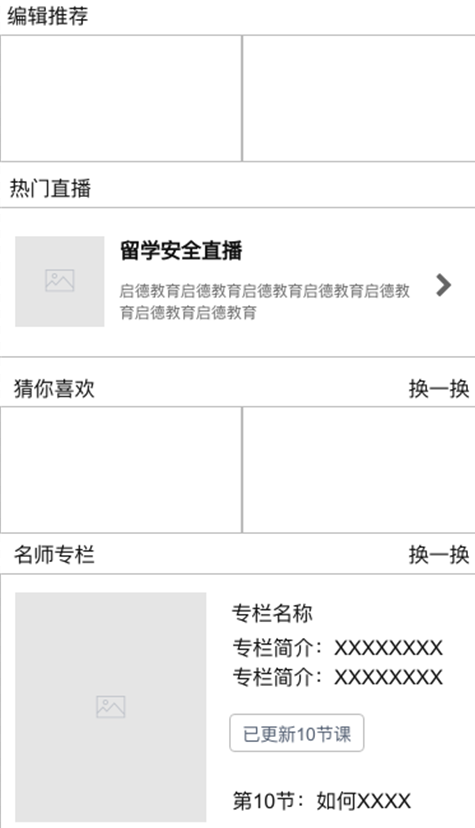 编辑推荐
热门直播
留学安全直播
启德教育启德教育启德教育启德教育启德教
育启德教育启德教育
猜你喜欢 换一换
名师专栏 换一换
专栏名称
专栏简介：XXXXXXXX
专栏简介：XXXXXXXX
已更新10节课
第10节：如何XXXX